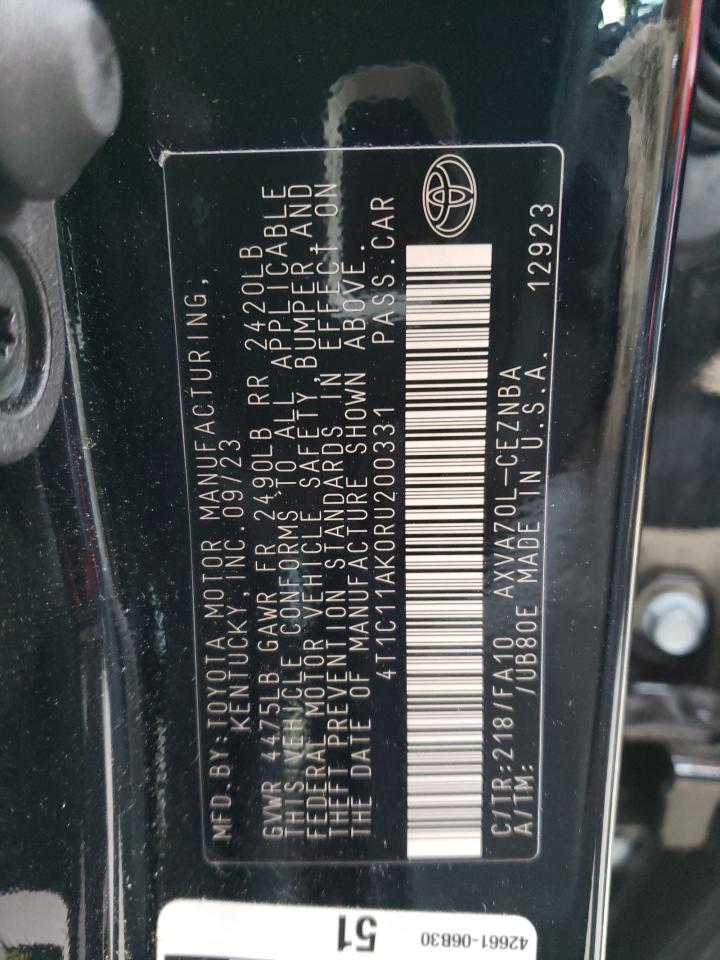 MFD.BY:TOYOTA MOTOR MANUFACTURING,
KENTUCKY,INC.09/23
GVWR 4475LB GAWR FR 2490LB RR 2420LB
THIS VEHICLE CONFORMS TO ALL APPLICABLE
FEDERAL MOTOR VEHICLE SAFETY,BUMPER,AND
THEFT PREVENTION STANDARDS IN EFFECT ON
THE DATE OF MANUFACTURE SHOWN ABOVE.
4T1C11AK0RU200331 PASS.CAR
C/TR:218/FA10 AXVA70L-CEZNBA
A/TM: /UB80E MADE IN U.S.A. 12923
51
42661-06B30